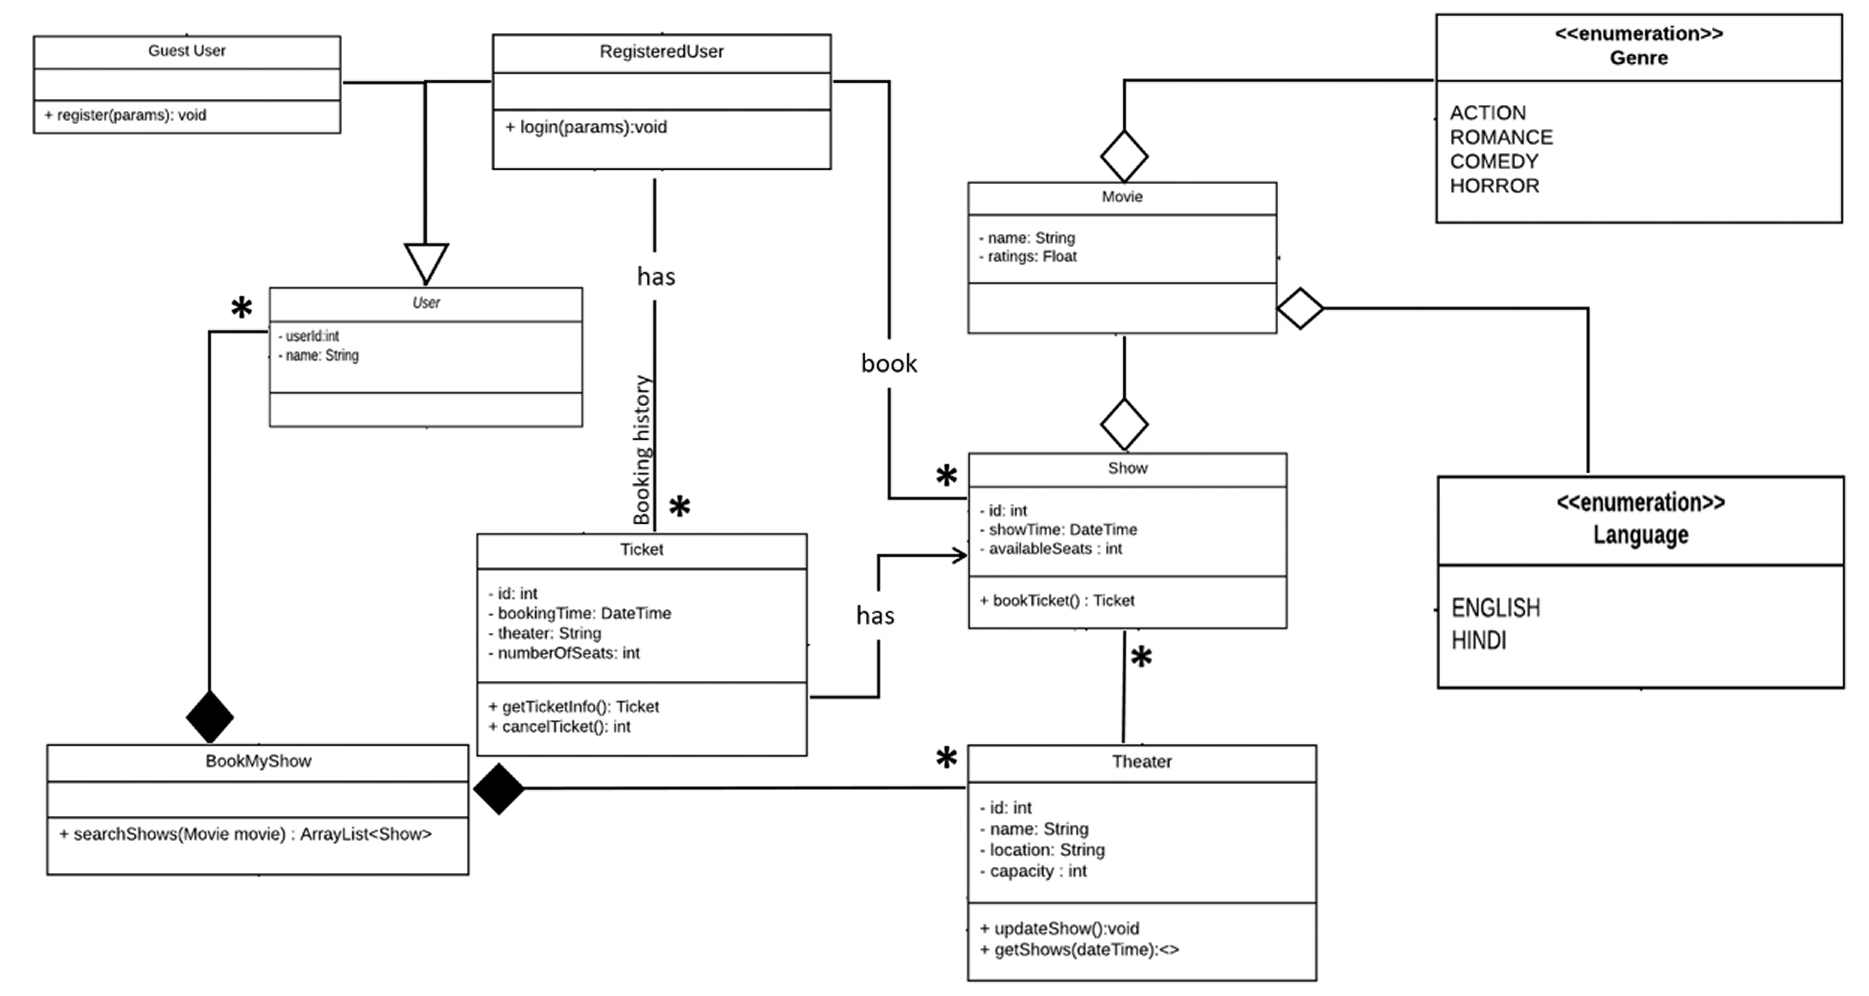 Guest User
+ register(params): void
RegisteredUser
+ login(params):void
<<enumeration>>
Genre
ACTION
ROMANCE
COMEDY
HORROR
Movie
- name: String
- ratings: Float
has
*
User
- userId:int
- name: String
book
Booking history
*
*
Show
- id: int
- showTime: DateTime
- availableSeats : int
+ bookTicket() : Ticket
<<enumeration>>
Language
ENGLISH
HINDI
Ticket
- id: int
- bookingTime: DateTime
- theater: String
- numberOfSeats: int
+ getTicketInfo(): Ticket
+ cancelTicket(): int
has
*
BookMyShow
+ searchShows(Movie movie) : ArrayList<Show>
*
Theater
- id: int
- name: String
- location: String
- capacity : int
+ updateShow():void
+ getShows(dateTime):<>